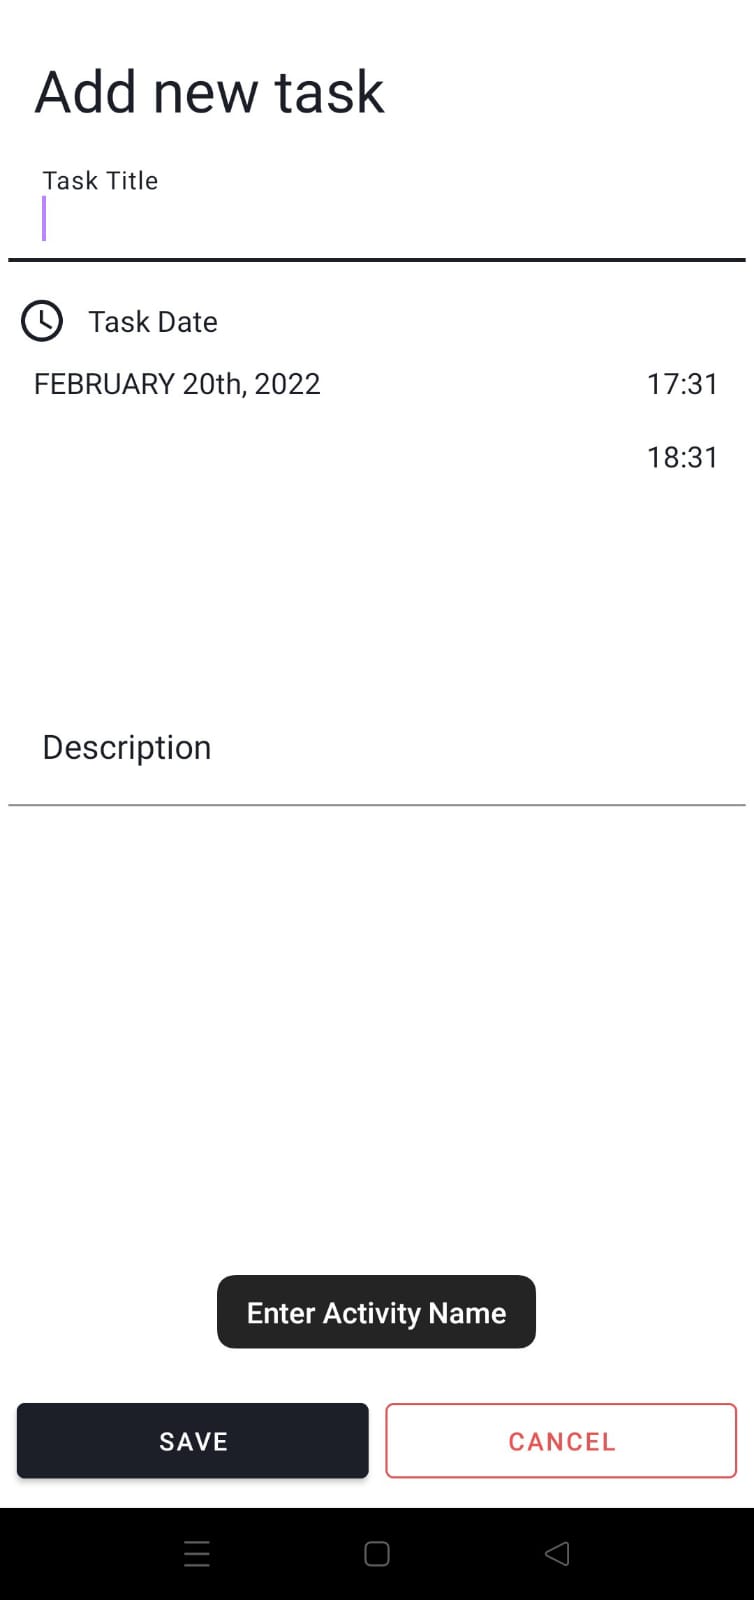 Add new task
Task Title
Task Date
FEBRUARY 20th, 2022 17:31
18:31
Description
Enter Activity Name
SAVE CANCEL